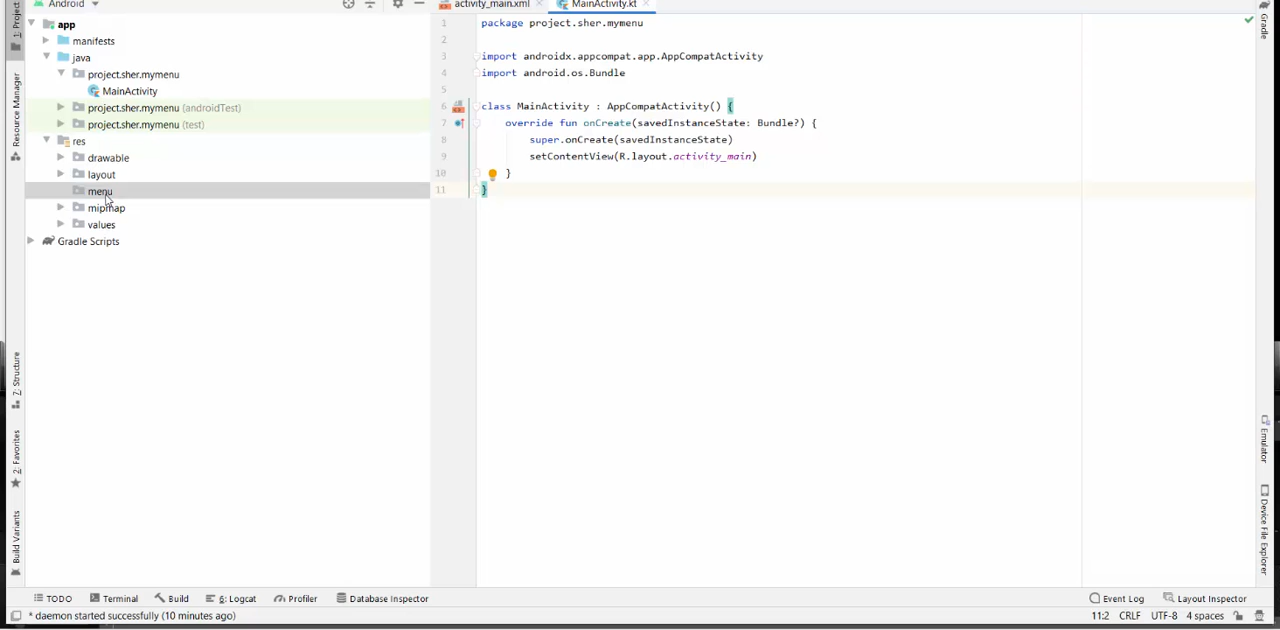 Android
activity_main.xml
MainActivity.kt
1: Project
Resource Manager
7: Structure
2: Favorites
Build Variants
app
manifests
java
project.sher.mymenu
MainActivity
project.sher.mymenu (androidTest)
project.sher.mymenu (test)
res
drawable
layout
menu
mipmap
values
Gradle Scripts
1 package project.sher.mymenu
2
3 import androidx.appcompat.app.AppCompatActivity
4 import android.os.Bundle
5
6 class MainActivity : AppCompatActivity() {
7 override fun onCreate(savedInstanceState: Bundle?) {
8 super.onCreate(savedInstanceState)
9 setContentView(R.layout.activity_main)
10 }
11 }
Gradle
Emulator
Device File Explorer
TODO Terminal Build 6: Logcat Profiler Database Inspector Event Log Layout Inspector
* daemon started successfully (10 minutes ago) 11:2 CRLF UTF-8 4 spaces